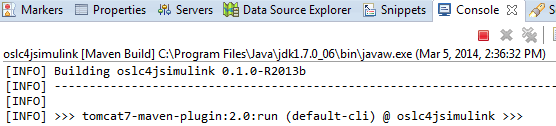 Markers Properties Servers Data Source Explorer Snippets Console S
oslc4jsimulink [Maven Build] C:\Program Files\Java\jdk1.7.0_06\bin\javaw.exe (Mar 5, 2014, 2:36:32 PM)
[INFO] Building oslc4jsimulink 0.1.0-R2013b
[INFO] ------------------------------------------------------------------------
[INFO]
[INFO] >>> tomcat7-maven-plugin:2.0:run (default-cli) @ oslc4jsimulink >>>